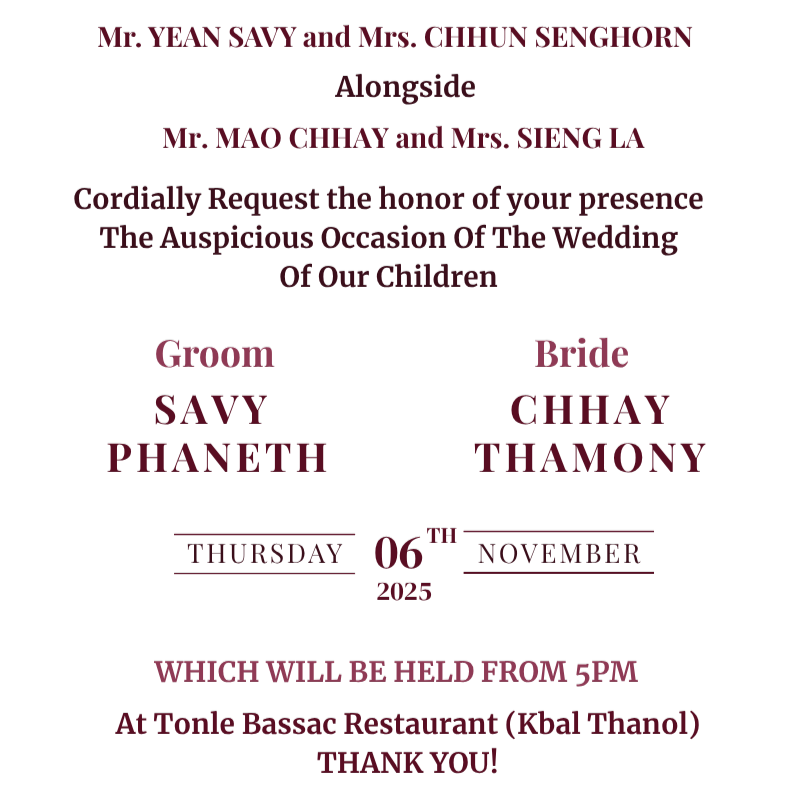 Mr. YEAN SAVY and Mrs. CHHUN SENGHORN
Alongside
Mr. MAO CHHAY and Mrs. SIENG LA
Cordially Request the honor of your presence
The Auspicious Occasion Of The Wedding
Of Our Children
Groom
SAVY
PHANETH
Bride
CHHAY
THAMONY
THURSDAY 06TH NOVEMBER
2025
WHICH WILL BE HELD FROM 5PM
At Tonle Bassac Restaurant (Kbal Thanol)
THANK YOU!